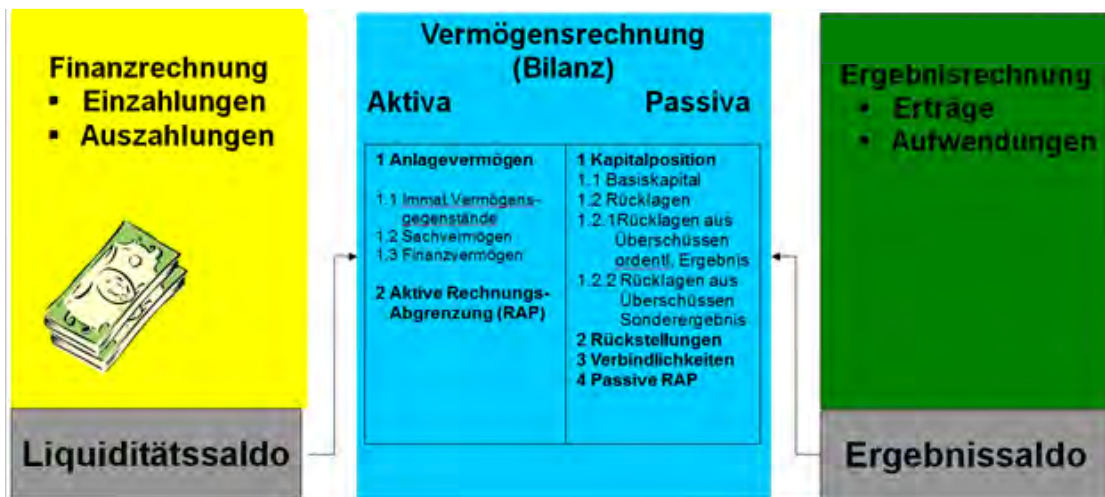 Finanzrechnung
▪ Einzahlungen
▪ Auszahlungen
Liquiditätssaldo
Vermögensrechnung
(Bilanz)
Aktiva
Passiva
1 Anlagevermögen
1.1 Immat.Vermögens-
gegenstände
1.2 Sachvermögen
1.3 Finanzvermögen
2 Aktive Rechnungs-
Abgrenzung (RAP)
1 Kapitalposition
1.1 Basiskapital
1.2 Rücklagen
1.2.1Rücklagen aus
Überschüssen
ordentl. Ergebnis
1.2.2 Rücklagen aus
Überschüssen
Sonderergebnis
2 Rückstellungen
3 Verbindlichkeiten
4 Passive RAP
Ergebnisrechnung
▪ Erträge
▪ Aufwendungen
Ergebnissaldo